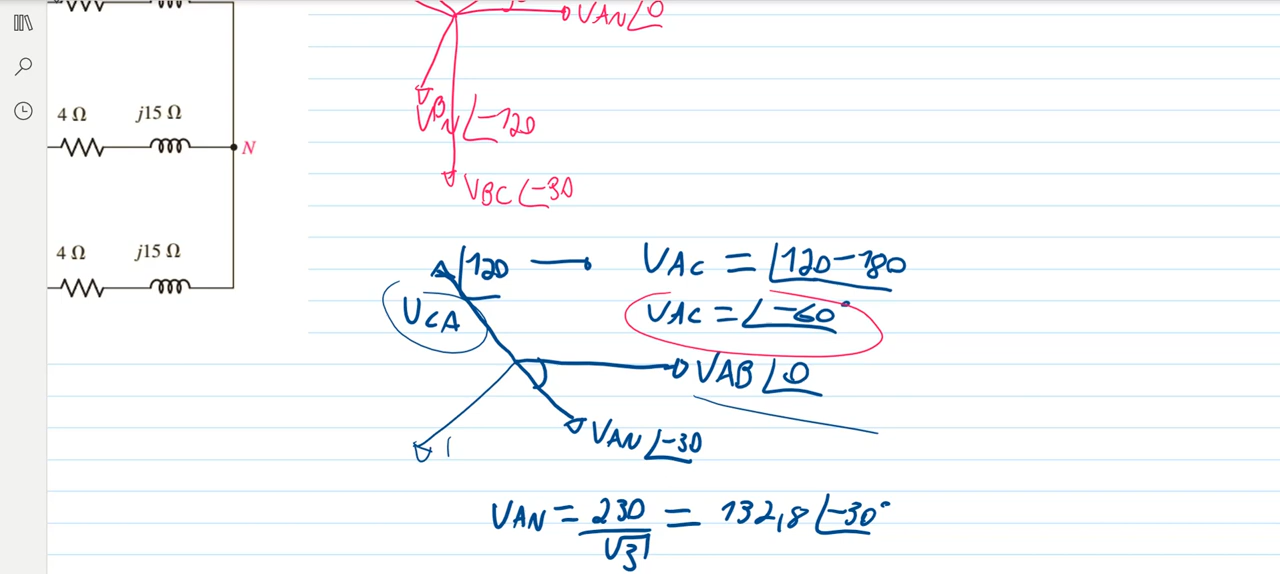 VAN∠0
4 Ω j15 Ω
VBN∠-120
N
VBC∠-30
4 Ω j15 Ω
∠120 → VAC = ∠120-180
VCA VAC = ∠-60°
VAB∠0
VAN∠-30
VAN = 230/√3 = 132,8∠-30°